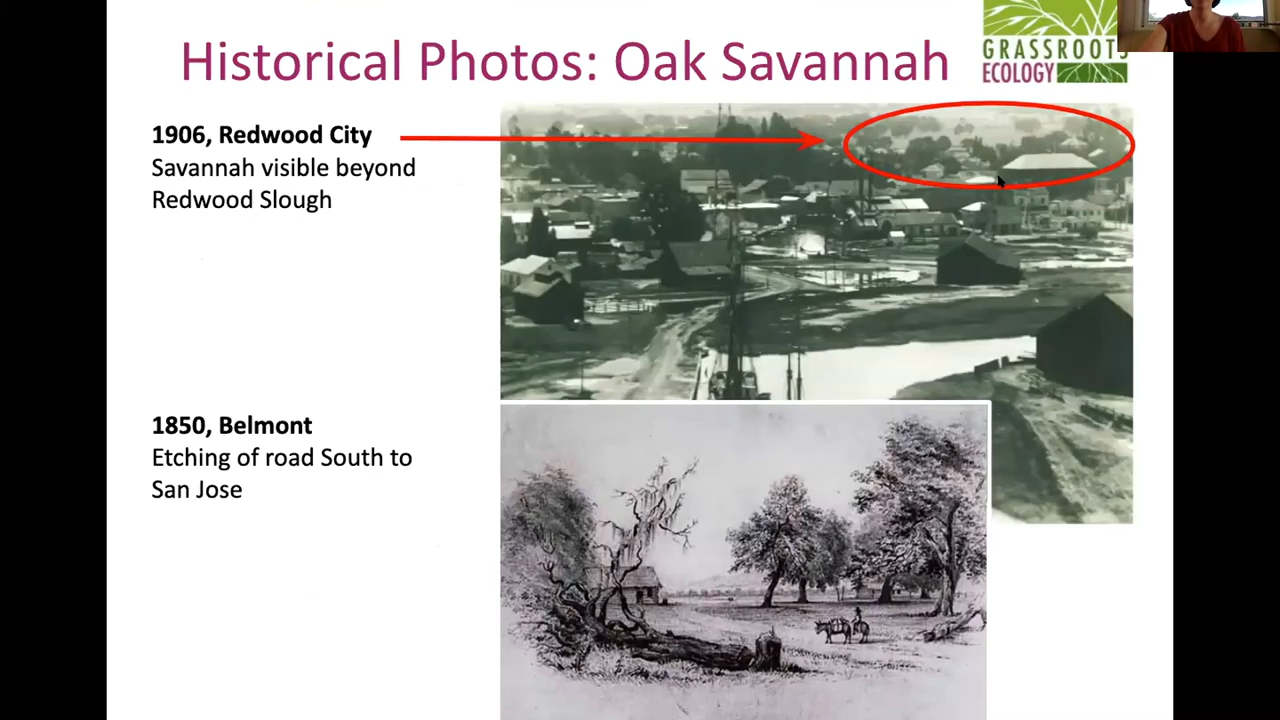 Historical Photos: Oak Savannah
GRASSROOTS
ECOLOGY
1906, Redwood City
Savannah visible beyond
Redwood Slough
1850, Belmont
Etching of road South to
San Jose